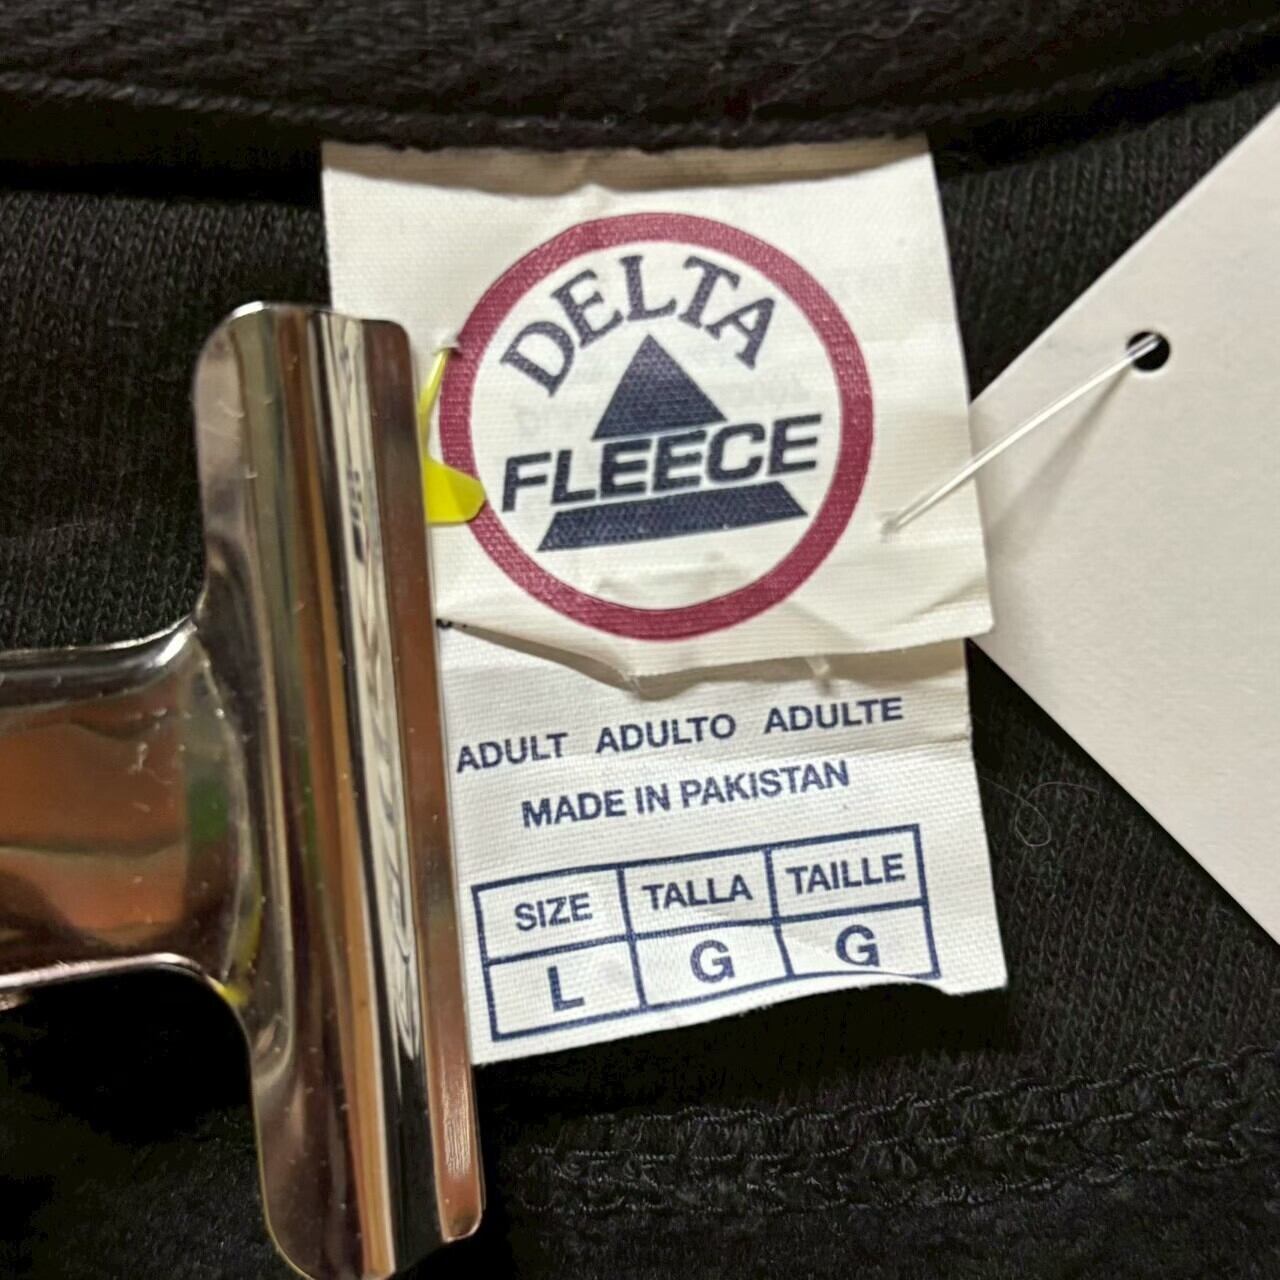 DELTA
FLEECE
ADULT ADULTO ADULTE
MADE IN PAKISTAN
SIZE TALLA TAILLE
L G G